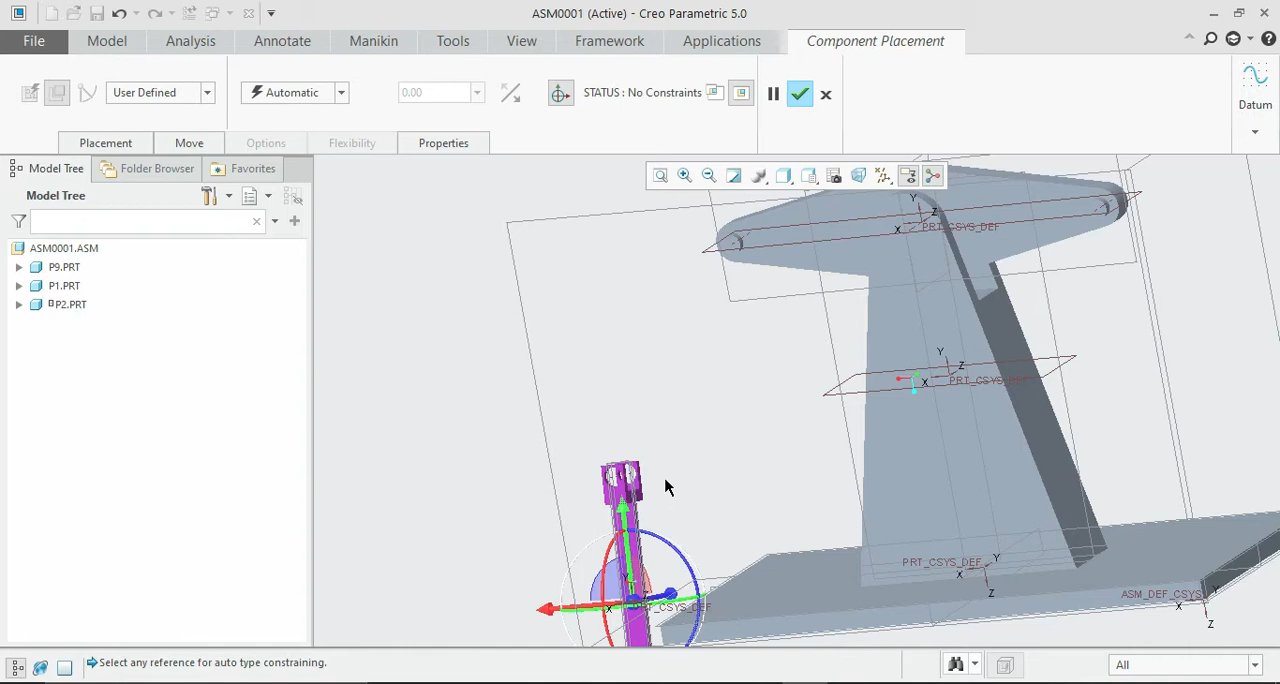 ASM0001 (Active) - Creo Parametric 5.0
File Model Analysis Annotate Manikin Tools View Framework Applications Component Placement
User Defined Automatic 0.00 STATUS : No Constraints Datum
Placement Move Options Flexibility Properties
Model Tree Folder Browser Favorites
Model Tree
ASM0001.ASM
P9.PRT
P1.PRT
P2.PRT
Y
Z
X PRT_CSYS_DEF
Y
Z
X PRT_CSYS_DEF
PRT_CSYS_DEF Y
X
Z
ASM_DEF_CSYS Y
X
Z
Y
X PRT_CSYS_DEF
Select any reference for auto type constraining.
All